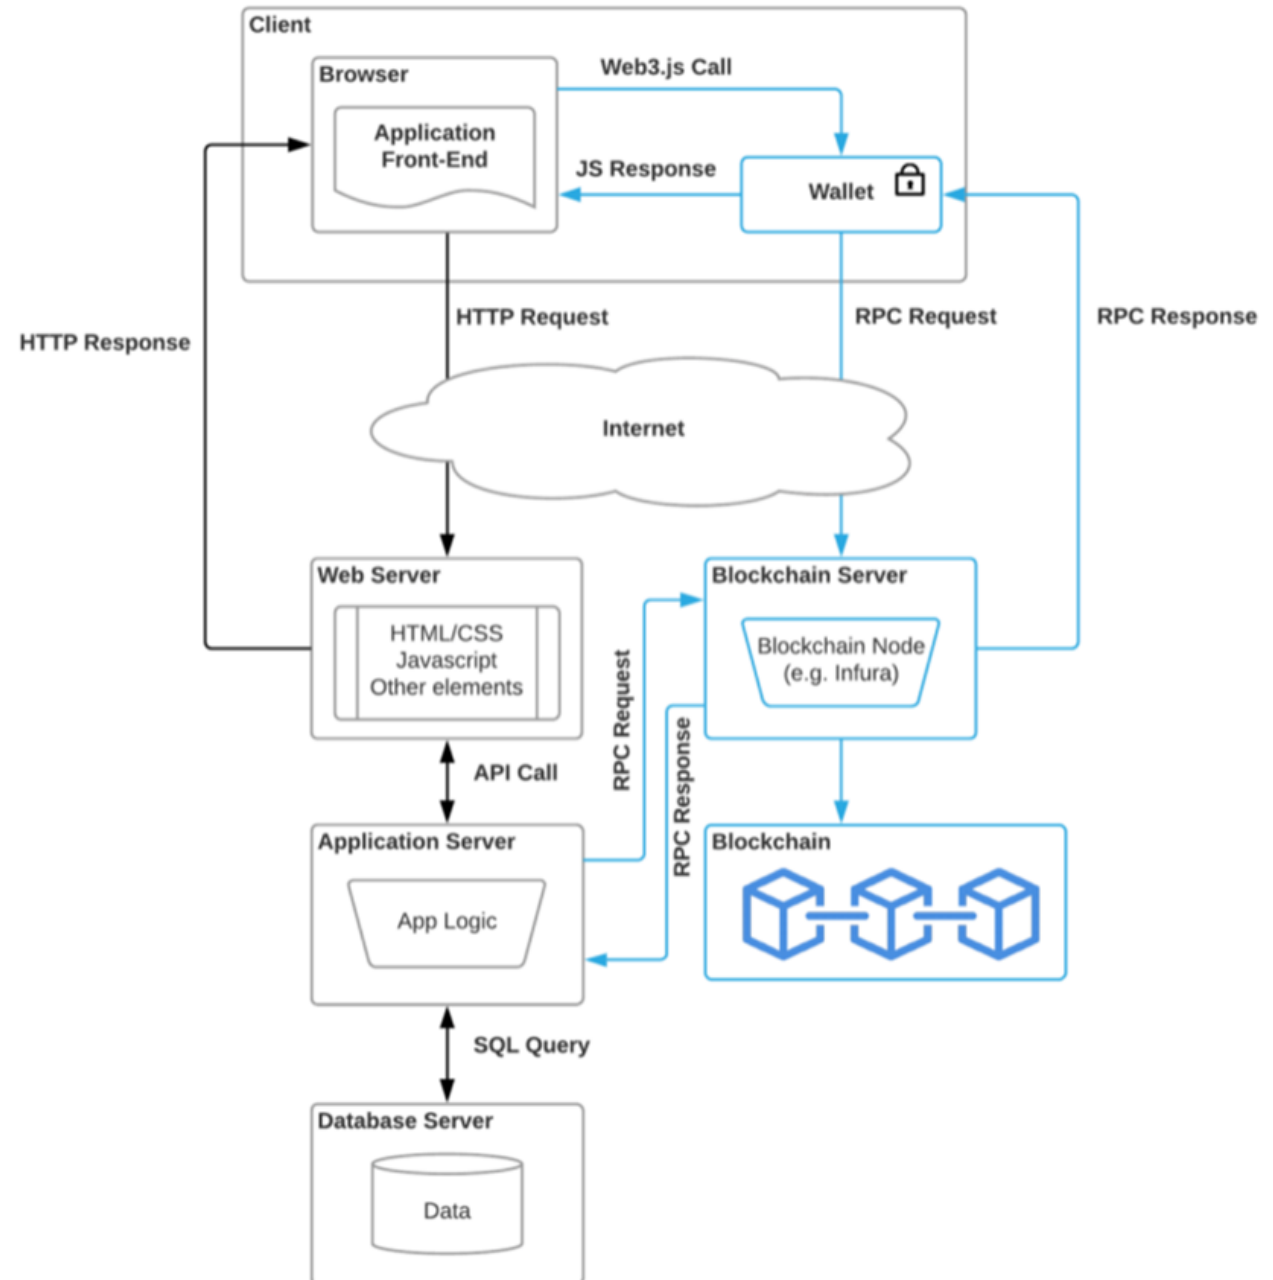 Client
Browser
Web3.js Call
Application
Front-End
JS Response
Wallet
HTTP Request
RPC Request
RPC Response
HTTP Response
Internet
Web Server
HTML/CSS
Javascript
Other elements
Blockchain Server
Blockchain Node
(e.g. Infura)
RPC Request
RPC Response
API Call
Application Server
App Logic
Blockchain
SQL Query
Database Server
Data